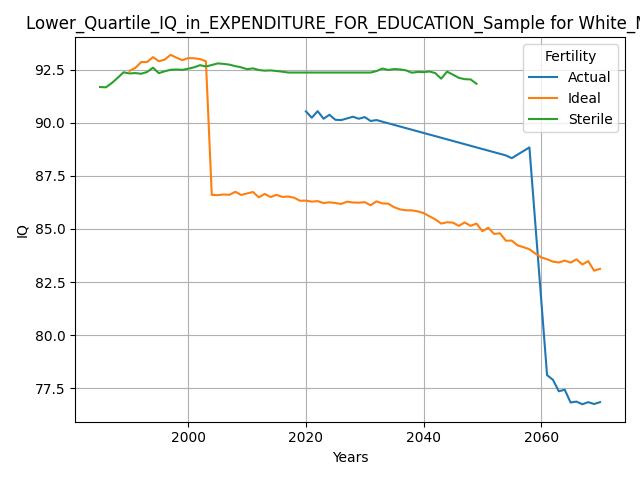 Lower_Quartile_IQ_in_EXPENDITURE_FOR_EDUCATION_Sample for White_
Fertility
Actual
Ideal
Sterile
IQ
92.5
90.0
87.5
85.0
82.5
80.0
77.5
2000
2020
2040
2060
Years